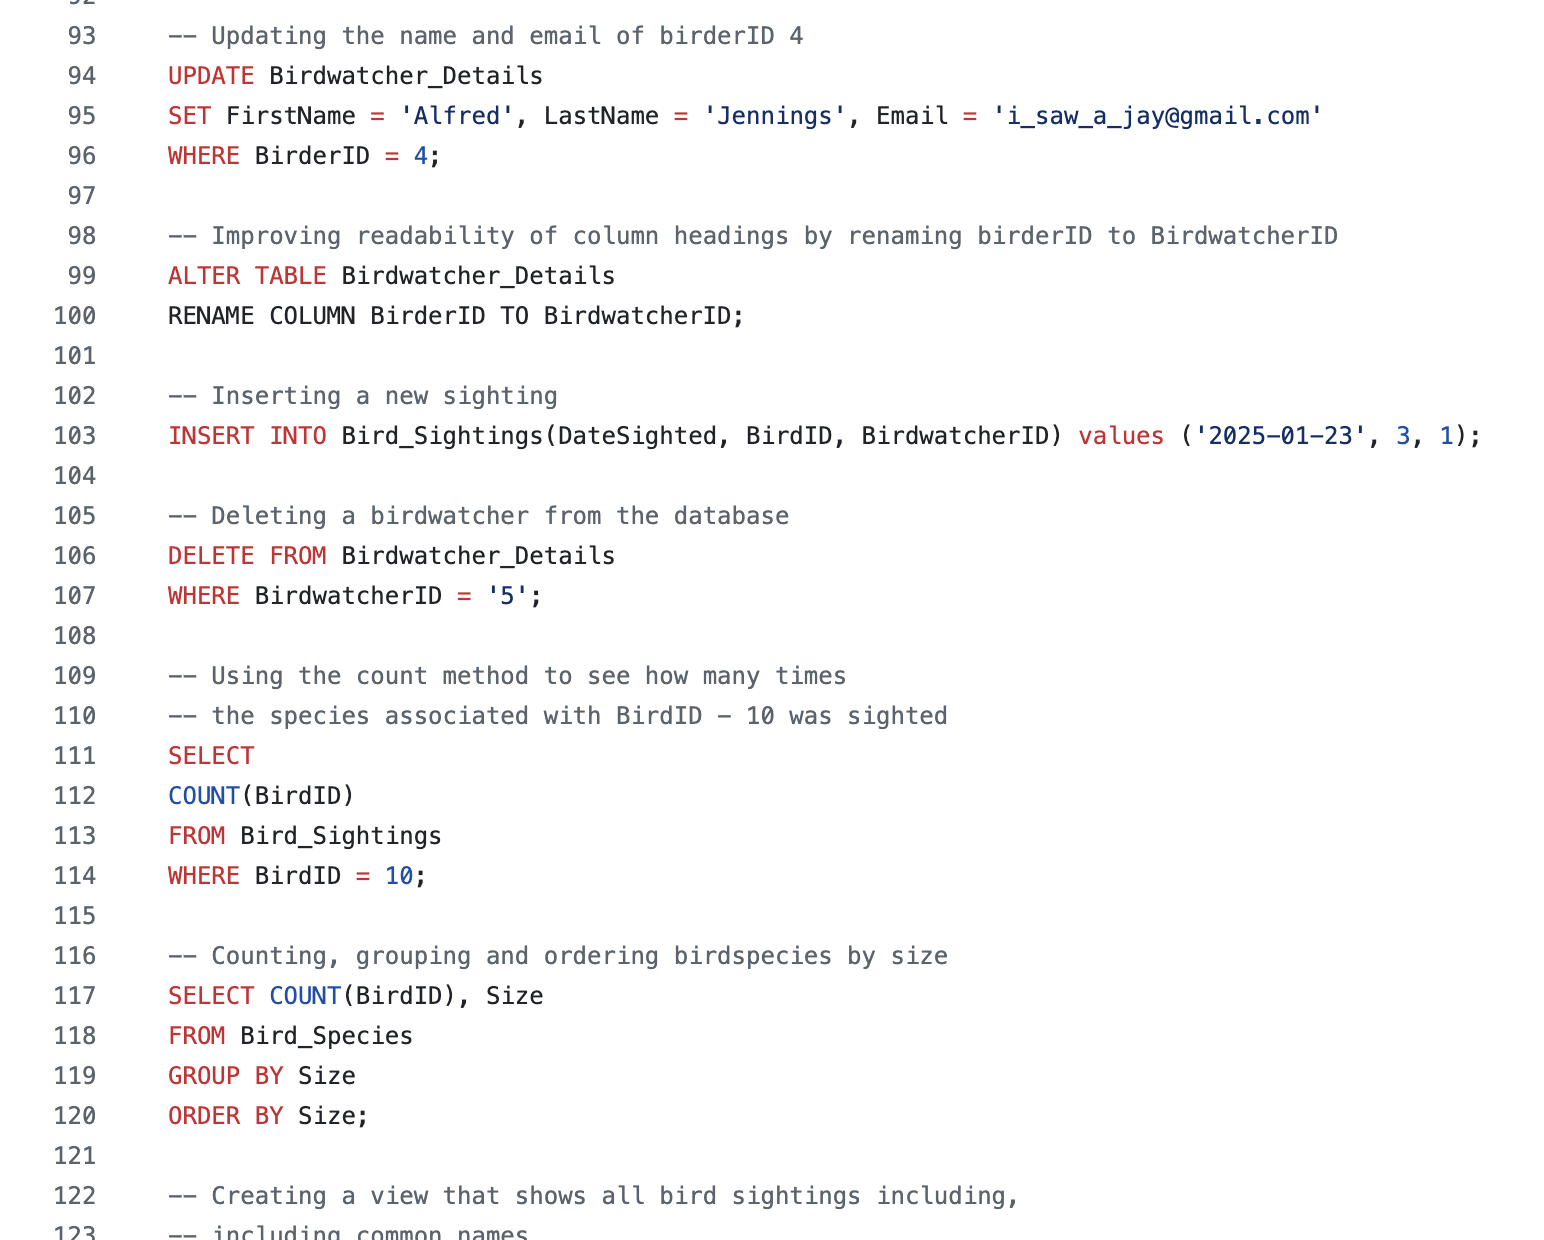 92
93 -- Updating the name and email of birderID 4
94 UPDATE Birdwatcher_Details
95 SET FirstName = 'Alfred', LastName = 'Jennings', Email = 'i_saw_a_jay@gmail.com'
96 WHERE BirderID = 4;
97
98 -- Improving readability of column headings by renaming birderID to BirdwatcherID
99 ALTER TABLE Birdwatcher_Details
100 RENAME COLUMN BirderID TO BirdwatcherID;
101
102 -- Inserting a new sighting
103 INSERT INTO Bird_Sightings(DateSighted, BirdID, BirdwatcherID) values ('2025-01-23', 3, 1);
104
105 -- Deleting a birdwatcher from the database
106 DELETE FROM Birdwatcher_Details
107 WHERE BirdwatcherID = '5';
108
109 -- Using the count method to see how many times
110 -- the species associated with BirdID - 10 was sighted
111 SELECT
112 COUNT(BirdID)
113 FROM Bird_Sightings
114 WHERE BirdID = 10;
115
116 -- Counting, grouping and ordering birdspecies by size
117 SELECT COUNT(BirdID), Size
118 FROM Bird_Species
119 GROUP BY Size
120 ORDER BY Size;
121
122 -- Creating a view that shows all bird sightings including,
123 -- including common names